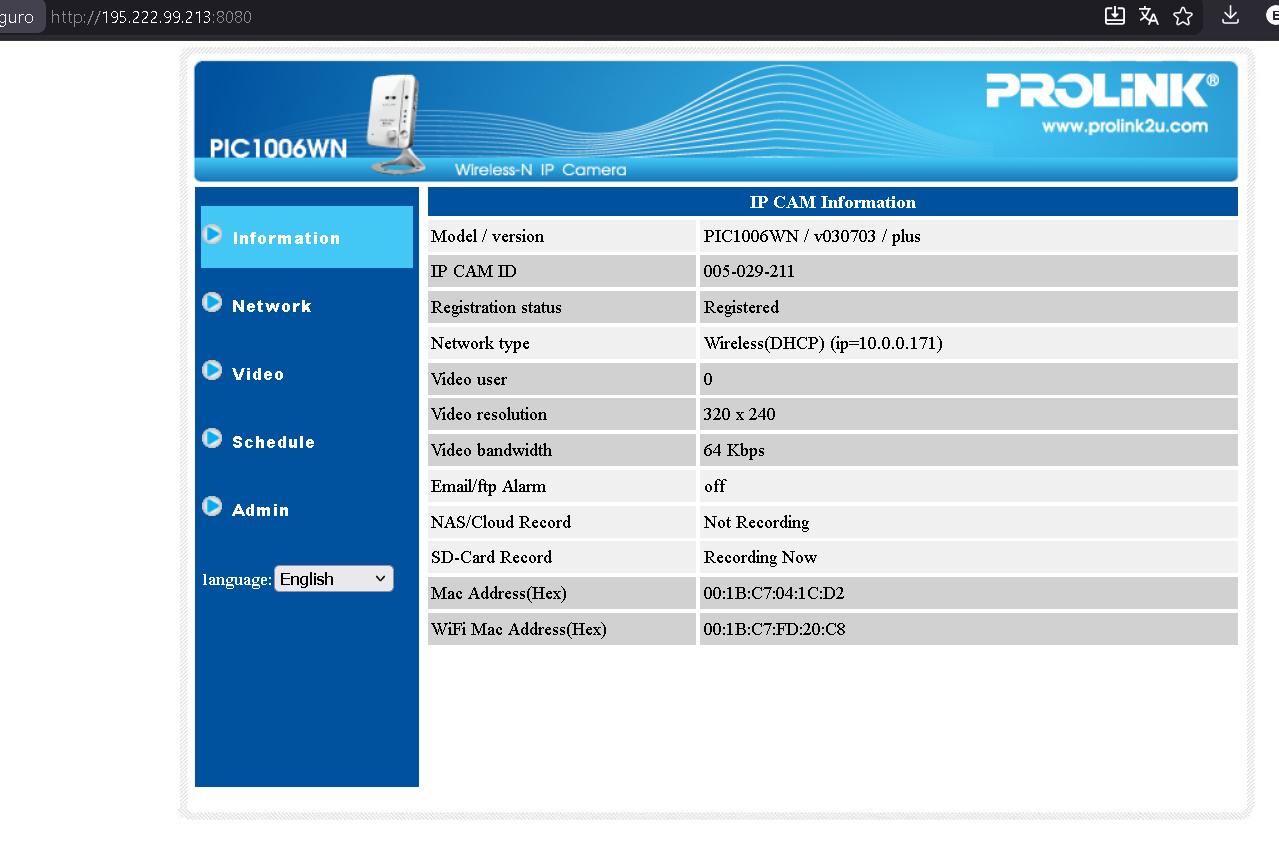 guro http://195.222.99.213:8080
PROLiNK®
www.prolink2u.com
PIC1006WN
Wireless-N IP Camera
Information
Network
Video
Schedule
Admin
language: English
IP CAM Information
Model / version PIC1006WN / v030703 / plus
IP CAM ID 005-029-211
Registration status Registered
Network type Wireless(DHCP) (ip=10.0.0.171)
Video user 0
Video resolution 320 x 240
Video bandwidth 64 Kbps
Email/ftp Alarm off
NAS/Cloud Record Not Recording
SD-Card Record Recording Now
Mac Address(Hex) 00:1B:C7:04:1C:D2
WiFi Mac Address(Hex) 00:1B:C7:FD:20:C8